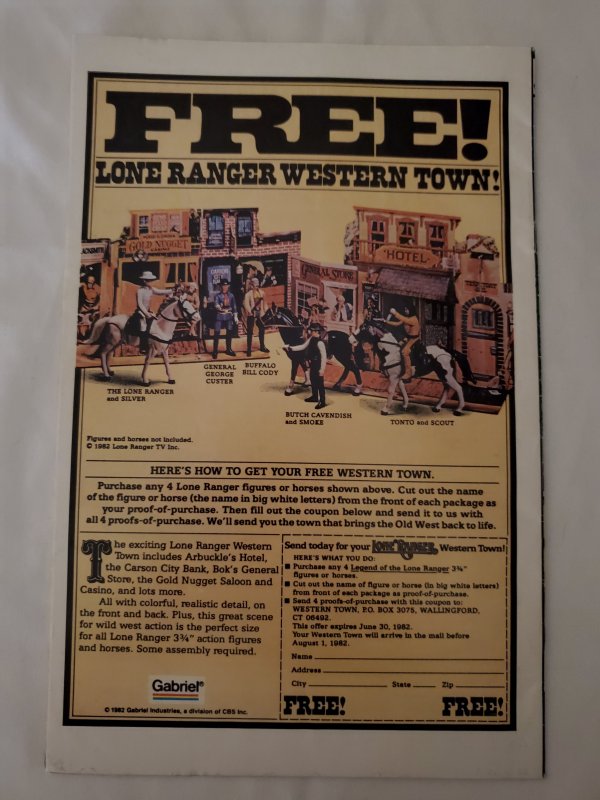 FREE!
LONE RANGER WESTERN TOWN!
GOLD NUGGET
CASINO
CARSON
CITY
GENERAL STORE
HOTEL
THE LONE RANGER
and SILVER
GENERAL
GEORGE
CUSTER
BUFFALO
BILL CODY
BUTCH CAVENDISH
and SMOKE
TONTO and SCOUT
Figures and horses not included.
© 1982 Lone Ranger TV Inc.
HERE'S HOW TO GET YOUR FREE WESTERN TOWN.
Purchase any 4 Lone Ranger figures or horses shown above. Cut out the name
of the figure or horse (the name in big white letters) from the front of each package as
your proof-of-purchase. Then fill out the coupon below and send it to us with
all 4 proofs-of-purchase. We'll send you the town that brings the Old West back to life.
The exciting Lone Ranger Western
Town includes Arbuckle's Hotel,
the Carson City Bank, Bok's General
Store, the Gold Nugget Saloon and
Casino, and lots more.
All with colorful, realistic detail, on
the front and back. Plus, this great scene
for wild west action is the perfect size
for all Lone Ranger 3¾" action figures
and horses. Some assembly required.
Gabriel®
© 1982 Gabriel Industries, a division of CBS Inc.
Send today for your LONE RANGER Western Town!
HERE'S WHAT YOU DO:
■ Purchase any 4 Legend of the Lone Ranger 3¾"
figures or horses.
■ Cut out the name of figure or horse (in big white letters)
from front of each package as proof-of-purchase.
■ Send 4 proofs-of-purchase with this coupon to:
WESTERN TOWN, P.O. BOX 3075, WALLINGFORD,
CT 06492.
This offer expires June 30, 1982.
Your Western Town will arrive in the mail before
August 1, 1982.
Name
Address
City State Zip
FREE! FREE!